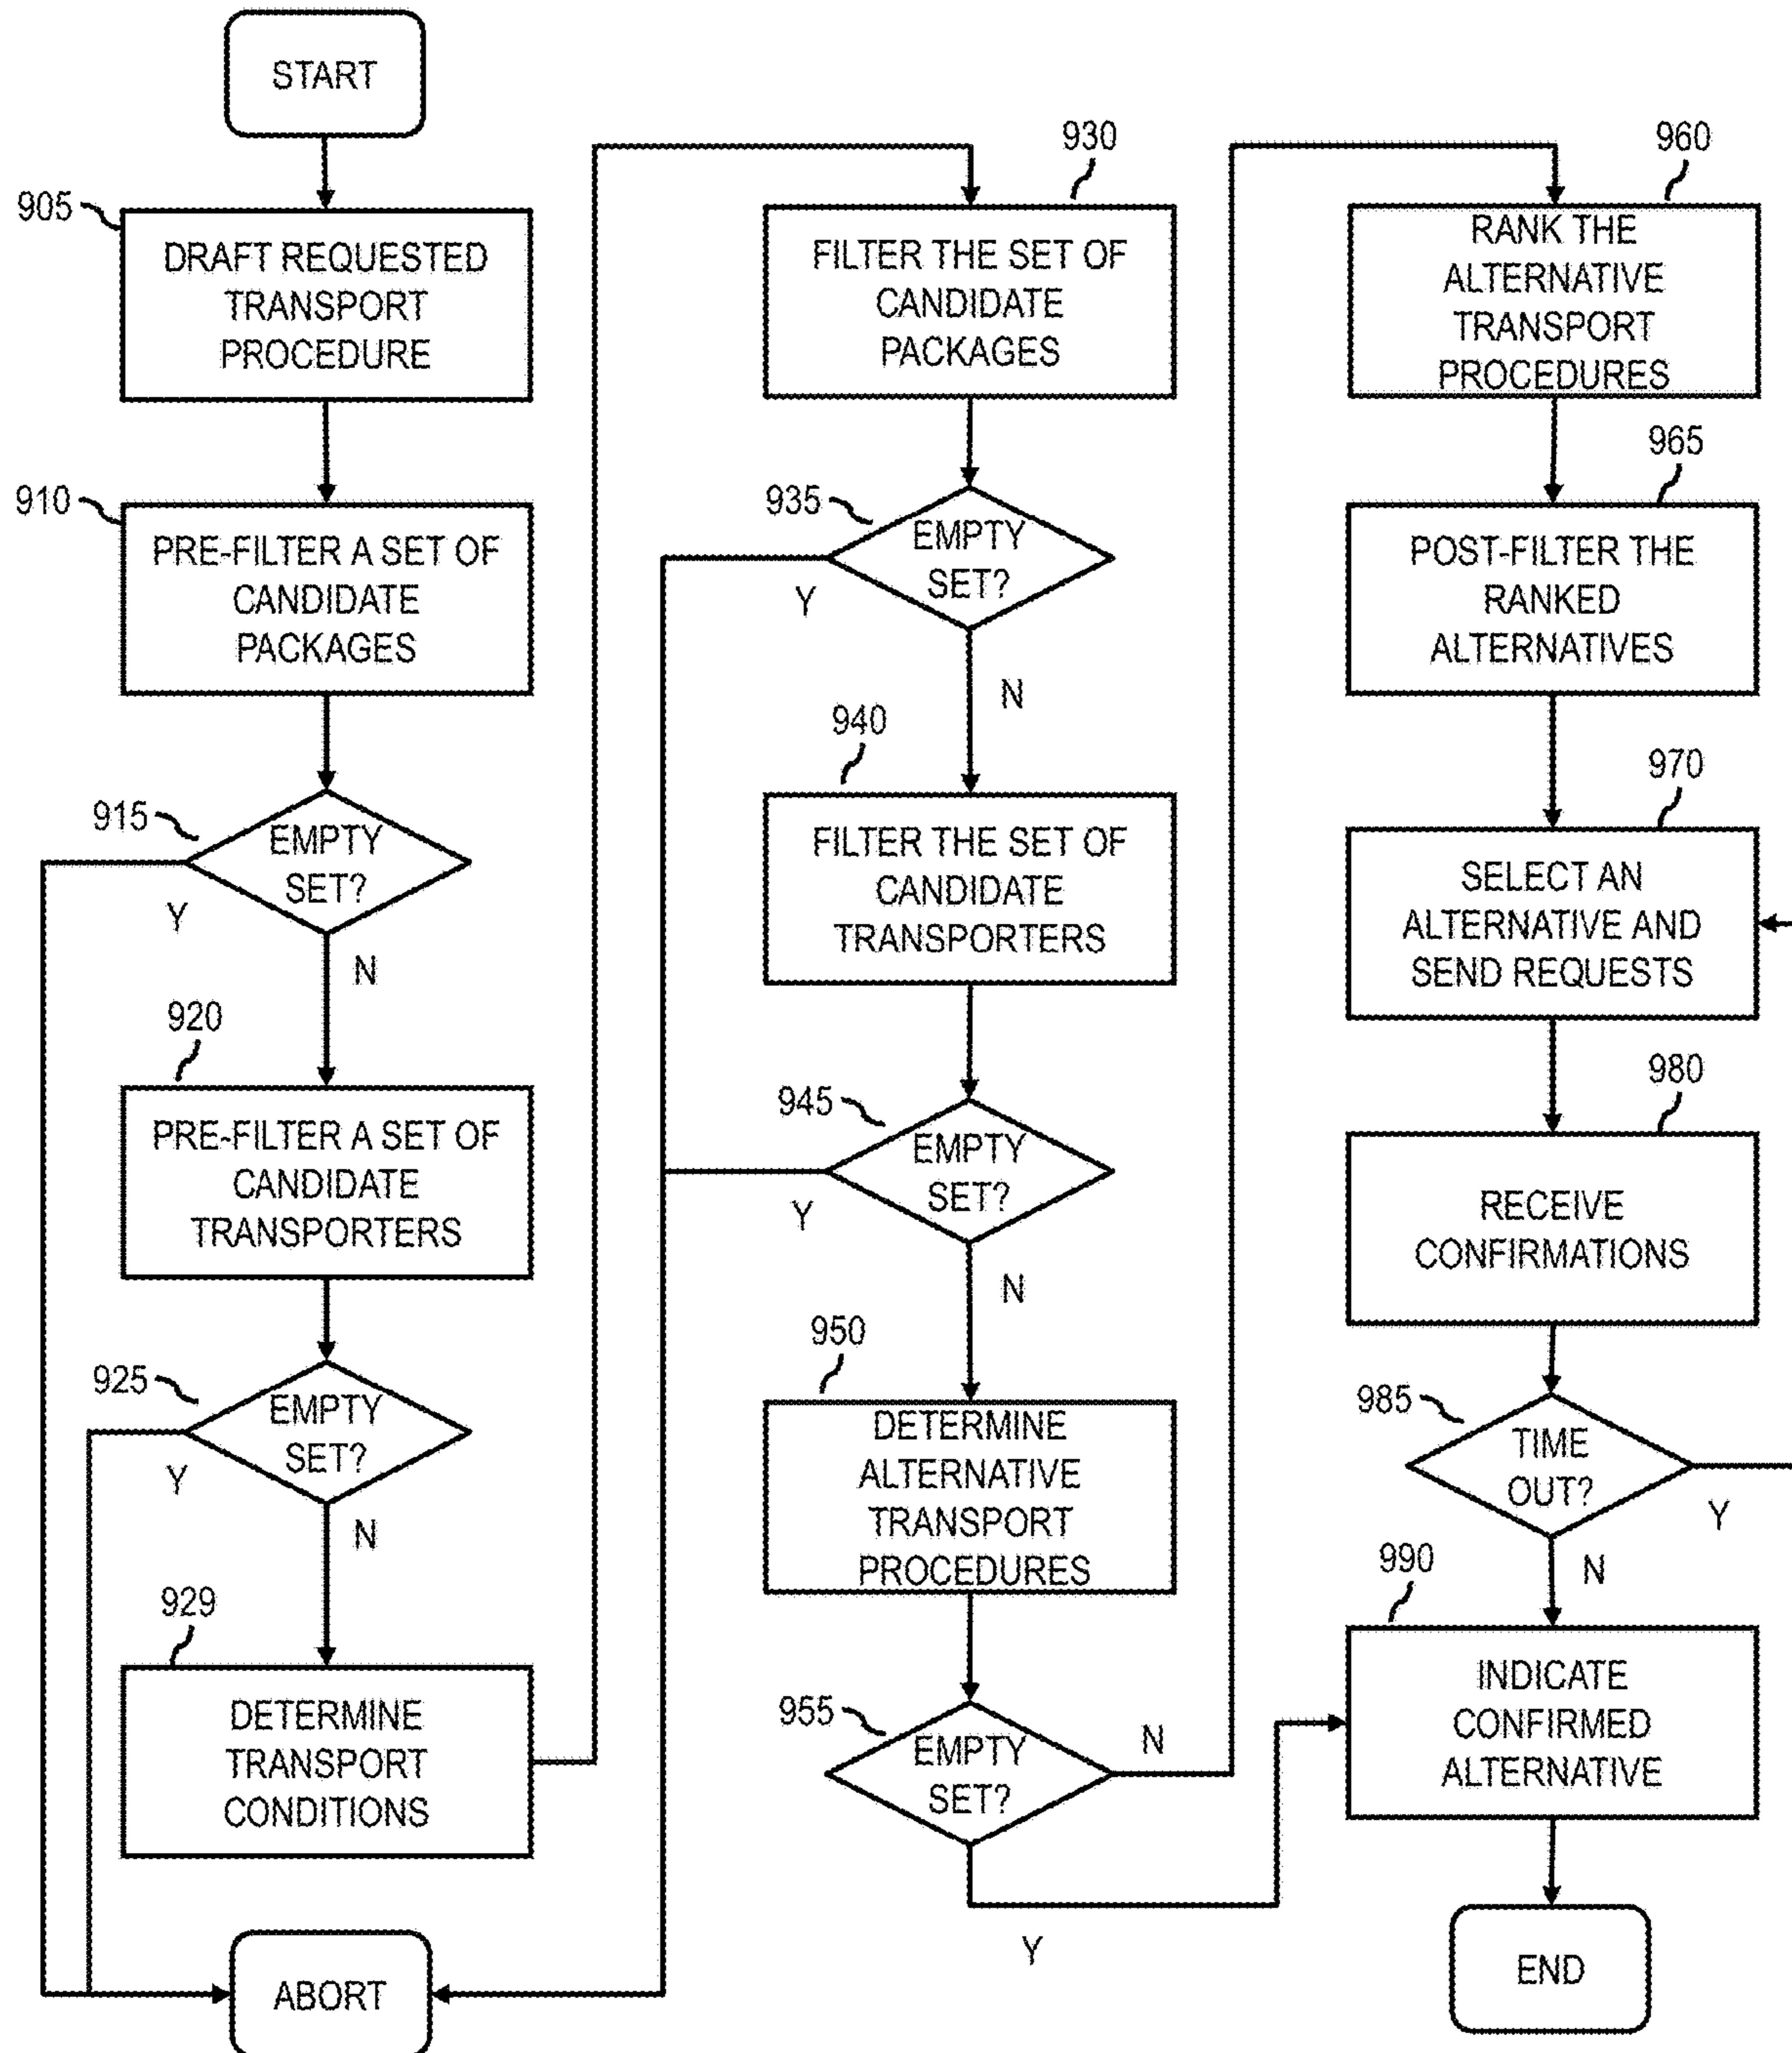 START
905
DRAFT REQUESTED
TRANSPORT
PROCEDURE
910
PRE-FILTER A SET OF
CANDIDATE
PACKAGES
915
EMPTY
SET?
Y
N
920
PRE-FILTER A SET OF
CANDIDATE
TRANSPORTERS
925
EMPTY
SET?
Y
N
929
DETERMINE
TRANSPORT
CONDITIONS
ABORT
930
FILTER THE SET OF
CANDIDATE
PACKAGES
935
EMPTY
SET?
Y
N
940
FILTER THE SET OF
CANDIDATE
TRANSPORTERS
945
EMPTY
SET?
Y
N
950
DETERMINE
ALTERNATIVE
TRANSPORT
PROCEDURES
955
EMPTY
SET?
N
Y
960
RANK THE
ALTERNATIVE
TRANSPORT
PROCEDURES
965
POST-FILTER THE
RANKED
ALTERNATIVES
970
SELECT AN
ALTERNATIVE AND
SEND REQUESTS
980
RECEIVE
CONFIRMATIONS
985
TIME
OUT?
Y
N
990
INDICATE
CONFIRMED
ALTERNATIVE
END